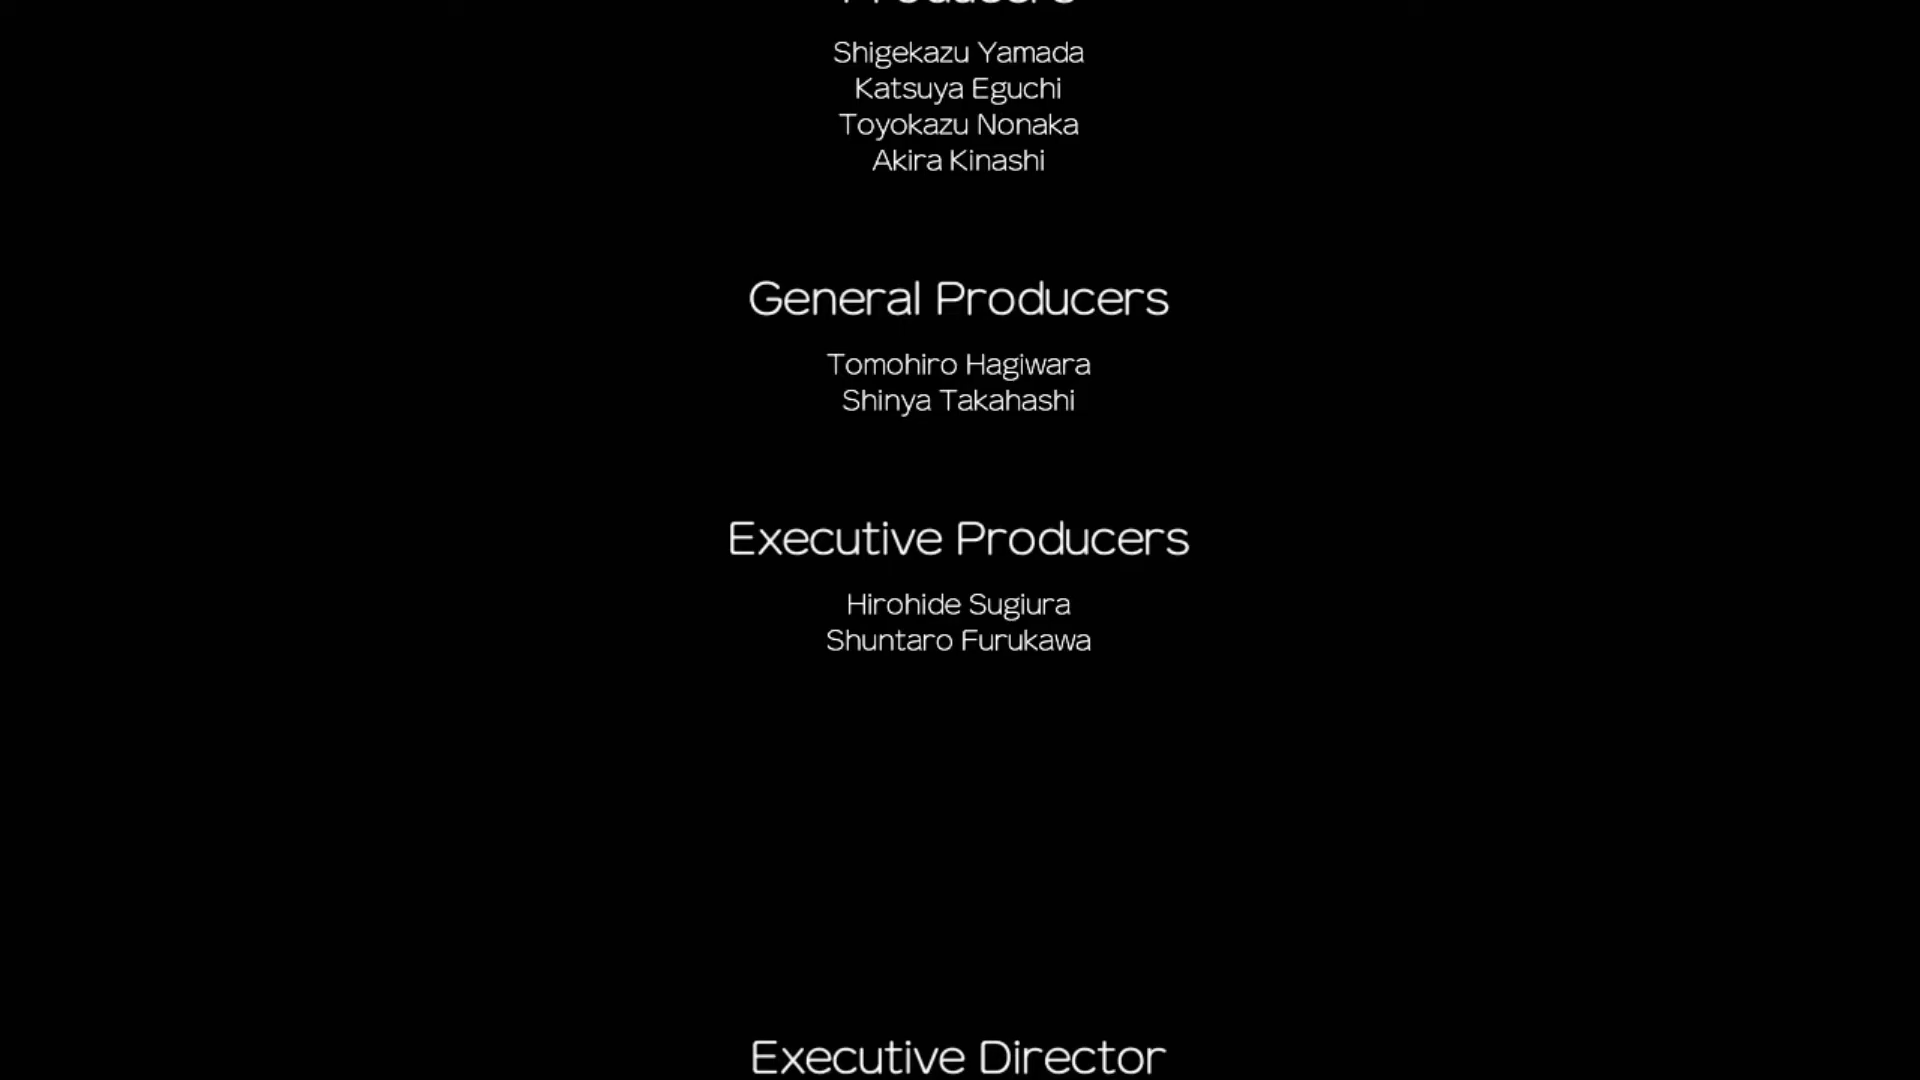 Producers
Shigekazu Yamada
Katsuya Eguchi
Toyokazu Nonaka
Akira Kinashi
General Producers
Tomohiro Hagiwara
Shinya Takahashi
Executive Producers
Hirohide Sugiura
Shuntaro Furukawa
Executive Director